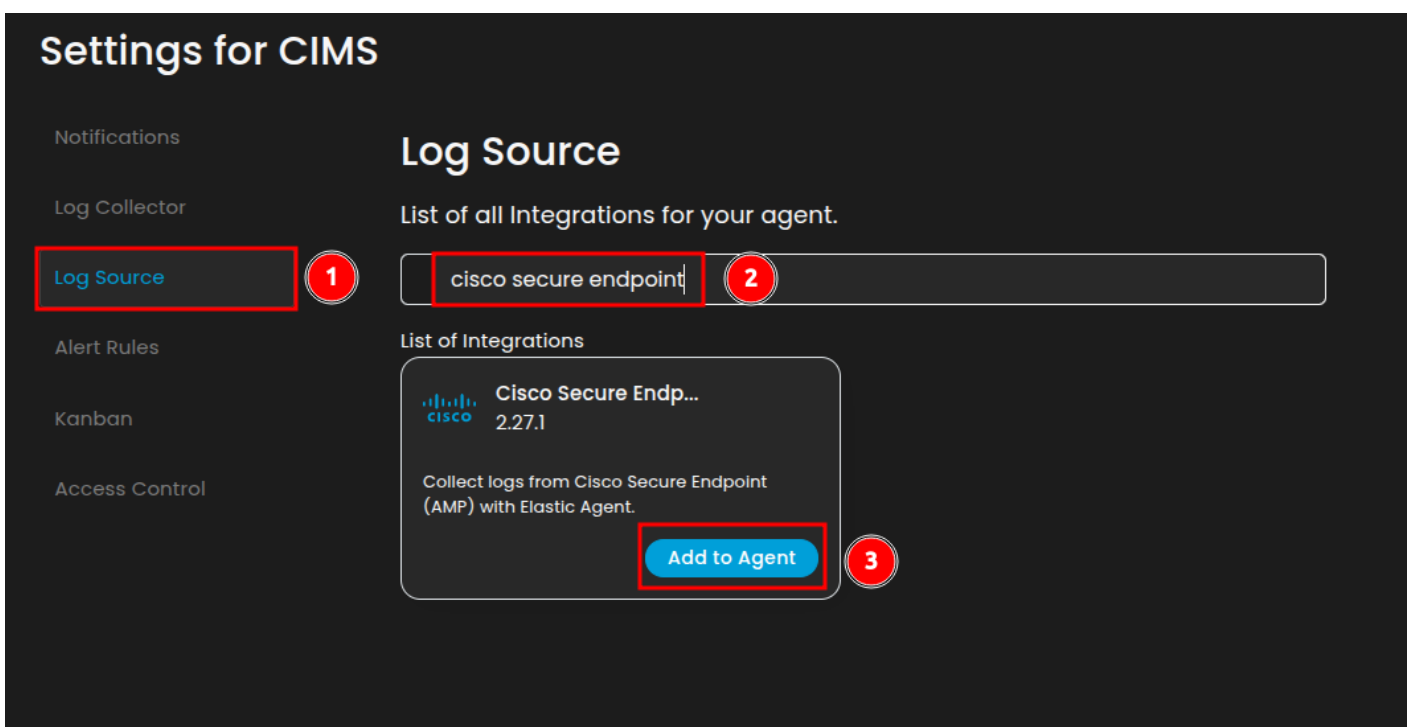 Settings for CIMS
Notifications
Log Collector
Log Source
1
Alert Rules
Kanban
Access Control
Log Source
List of all Integrations for your agent.
cisco secure endpoint
2
List of Integrations
cisco
Cisco Secure Endp...
2.27.1
Collect logs from Cisco Secure Endpoint
(AMP) with Elastic Agent.
Add to Agent
3